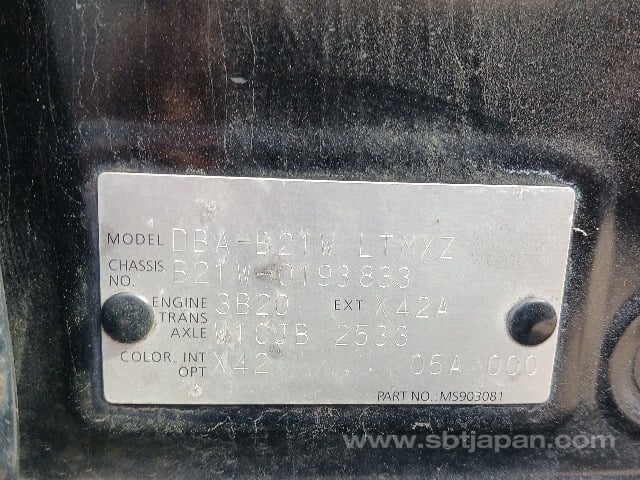 MODEL DBA-B21W LTMXZ
CHASSIS NO. B21W-0193833
ENGINE 3B20 EXT X42A
TRANS AXLE W1CJB 2533
COLOR, INT OPT X42 05A 000
PART NO.:MS903081
www.sbtjapan.com